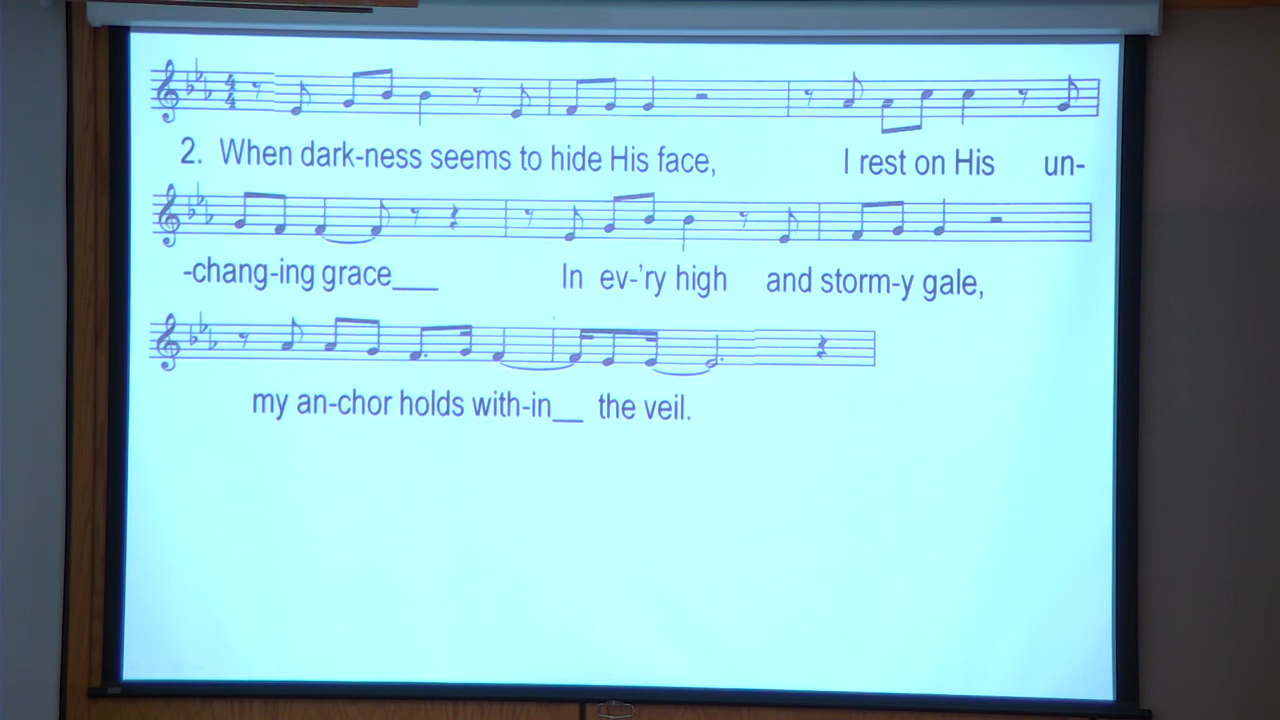 2. When dark-ness seems to hide His face, I rest on His un-
-chang-ing grace___ In ev-'ry high and storm-y gale,
my an-chor holds with-in__ the veil.